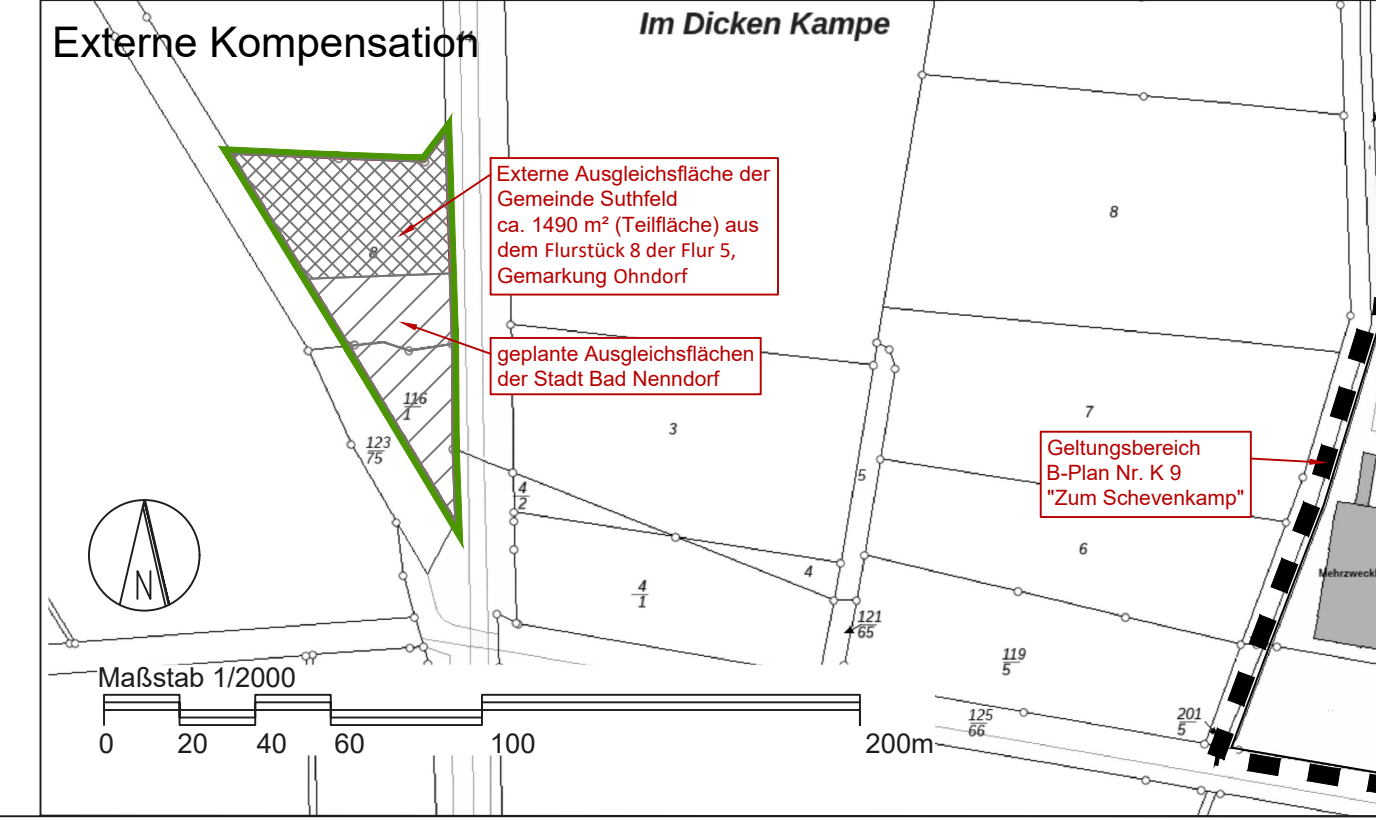 Externe Kompensation
Im Dicken Kampe
Externe Ausgleichsfläche der
Gemeinde Suthfeld
ca. 1490 m² (Teilfläche) aus
dem Flurstück 8 der Flur 5,
Gemarkung Ohndorf
8
8
geplante Ausgleichsflächen
der Stadt Bad Nenndorf
116
1
123
75
3
7
Geltungsbereich
B-Plan Nr. K 9
"Zum Schevenkamp"
5
4
2
6
4
4
1
N
121
65
119
5
125
66
201
5
Maßstab 1/2000
0 20 40 60 100 200m